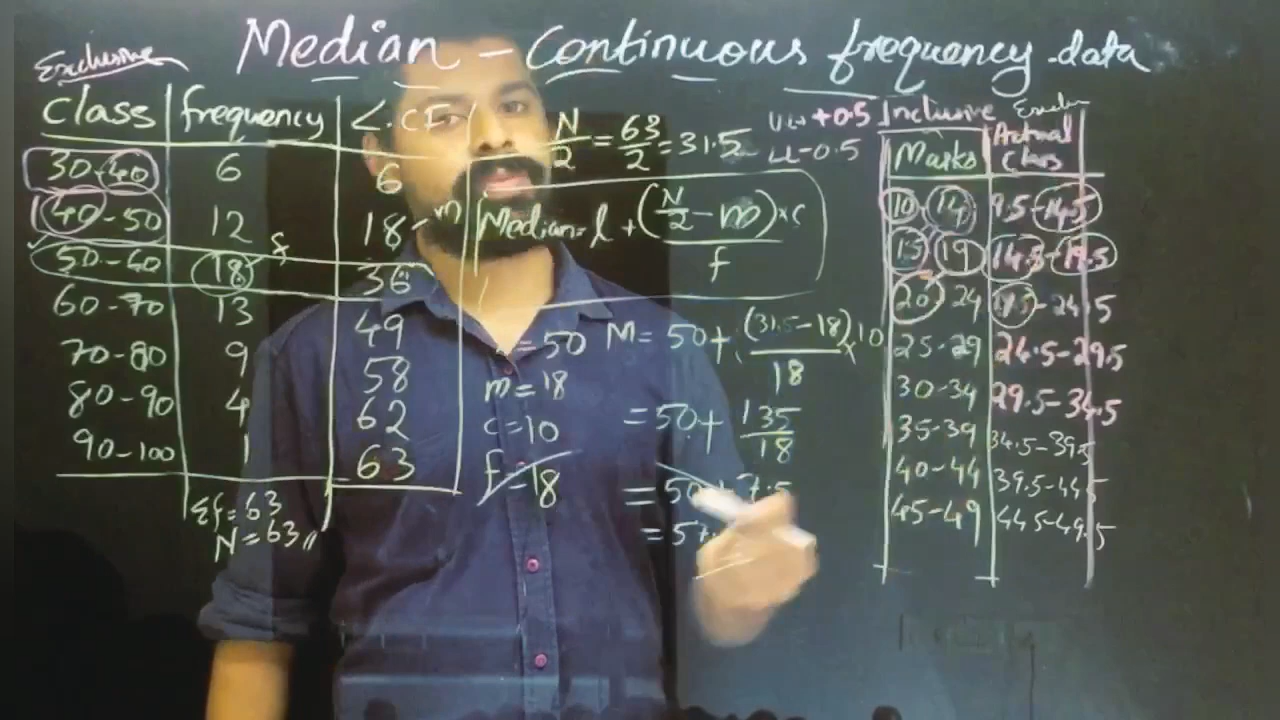 Median - Continuous frequency data
Exclusive
Class frequency <.CF
30-40 6 6
40-50 12 18 - m
50-60 18 f 36
60-70 13 49
70-80 9 58
80-90 4 62
90-100 1 63
Σf=63
N=63
N/2 = 63/2 = 31.5
Median = l + (N/2 - m) × c
f
= 50
m = 18
c = 10
f = 18
M = 50 + (31.5 - 18) × 10
18
= 50 + 135/18
= 50 + 7.5
= 57.
+0.5
LL-0.5
Inclusive
Marks Actual Class
10 14 9.5-14.5
15 19 14.5-19.5
20 24 19.5-24.5
25-29 24.5-29.5
30-34 29.5-34.5
35-39 34.5-39.5
40-44 39.5-44.5
45-49 44.5-49.5